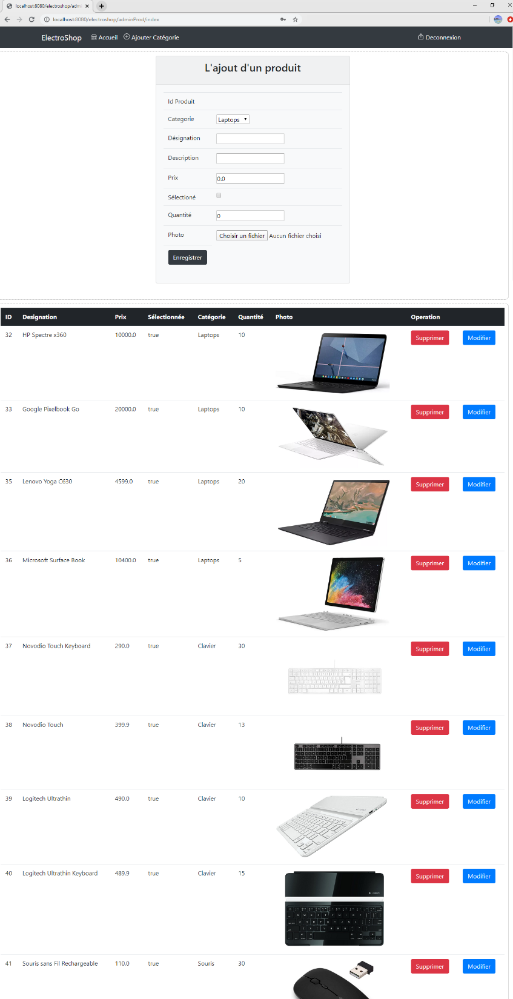 localhost:8080/electroshop/adm
localhost:8080/electroshop/adminProd/index
ElectroShop Accueil Ajouter Catégorie Deconnexion
L'ajout d'un produit
Id Produit
Categorie Laptops
Désignation
Description
Prix 0.0
Sélectioné
Quantité 0
Photo Choisir un fichier Aucun fichier choisi
Enregistrer
ID Designation Prix Sélectionnée Catégorie Quantité Photo Operation
32 HP Spectre x360 10000.0 true Laptops 10 Supprimer Modifier
33 Google Pixelbook Go 20000.0 true Laptops 10 Supprimer Modifier
35 Lenovo Yoga C630 4599.0 true Laptops 20 Supprimer Modifier
36 Microsoft Surface Book 10400.0 true Laptops 5 Supprimer Modifier
37 Novodio Touch Keyboard 290.0 true Clavier 30 Supprimer Modifier
38 Novodio Touch 399.9 true Clavier 13 Supprimer Modifier
39 Logitech Ultrathin 490.0 true Clavier 10 Supprimer Modifier
40 Logitech Ultrathin Keyboard 489.9 true Clavier 15 Supprimer Modifier
41 Souris sans Fil Rechargeable 110.0 true Souris 30 Supprimer Modifier